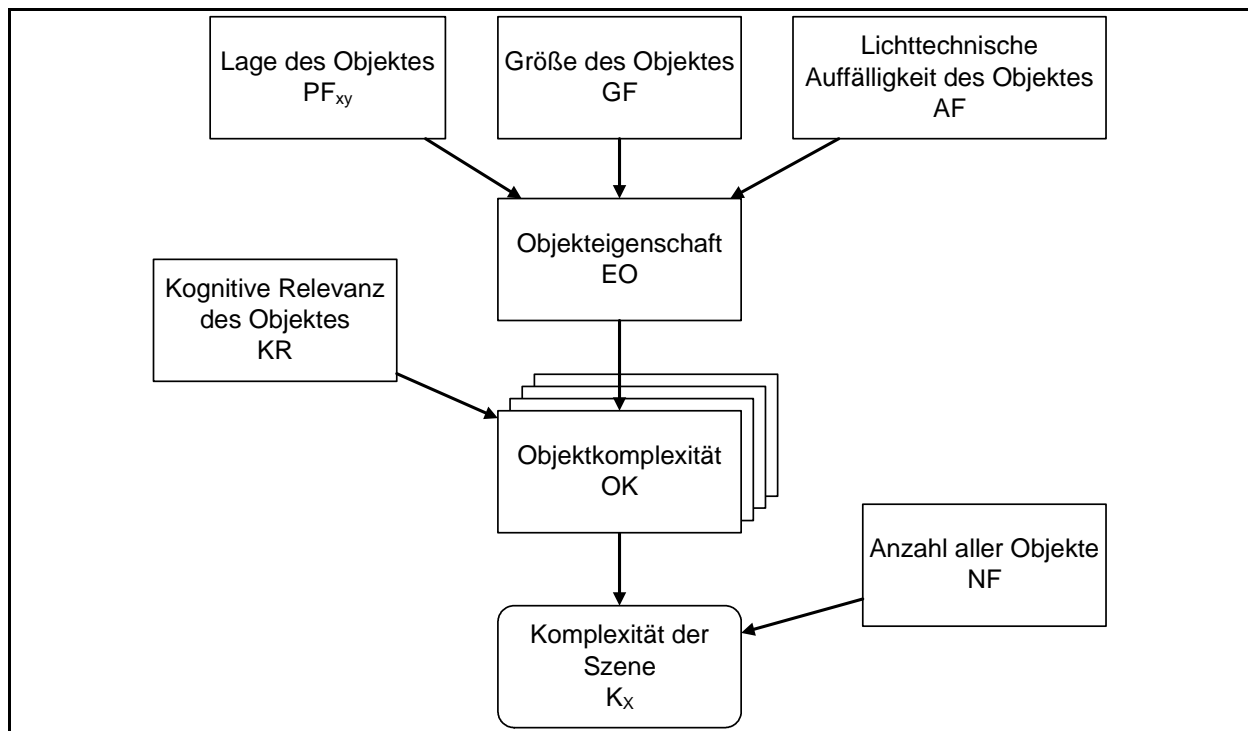 Lage des Objektes
PFxy
Größe des Objektes
GF
Lichttechnische
Auffälligkeit des Objektes
AF
Objekteigenschaft
EO
Kognitive Relevanz
des Objektes
KR
Objektkomplexität
OK
Anzahl aller Objekte
NF
Komplexität der
Szene
KX